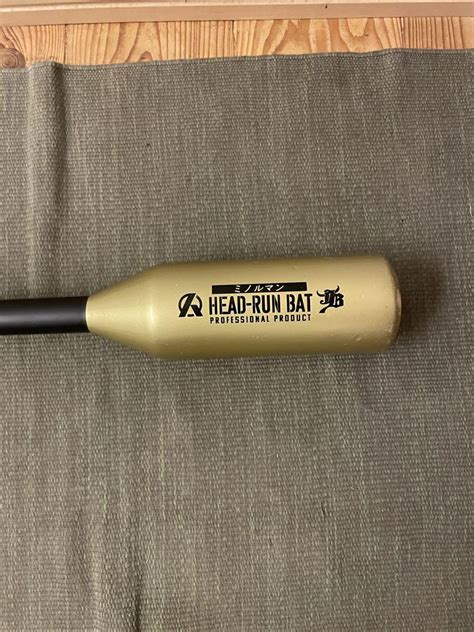 ミノルマン
HEAD-RUN BAT
PROFESSIONAL PRODUCT